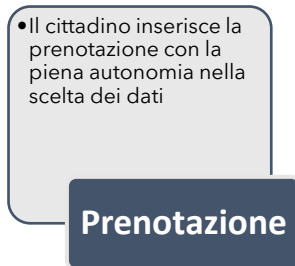 •Il cittadino inserisce la
prenotazione con la
piena autonomia nella
scelta dei dati
Prenotazione